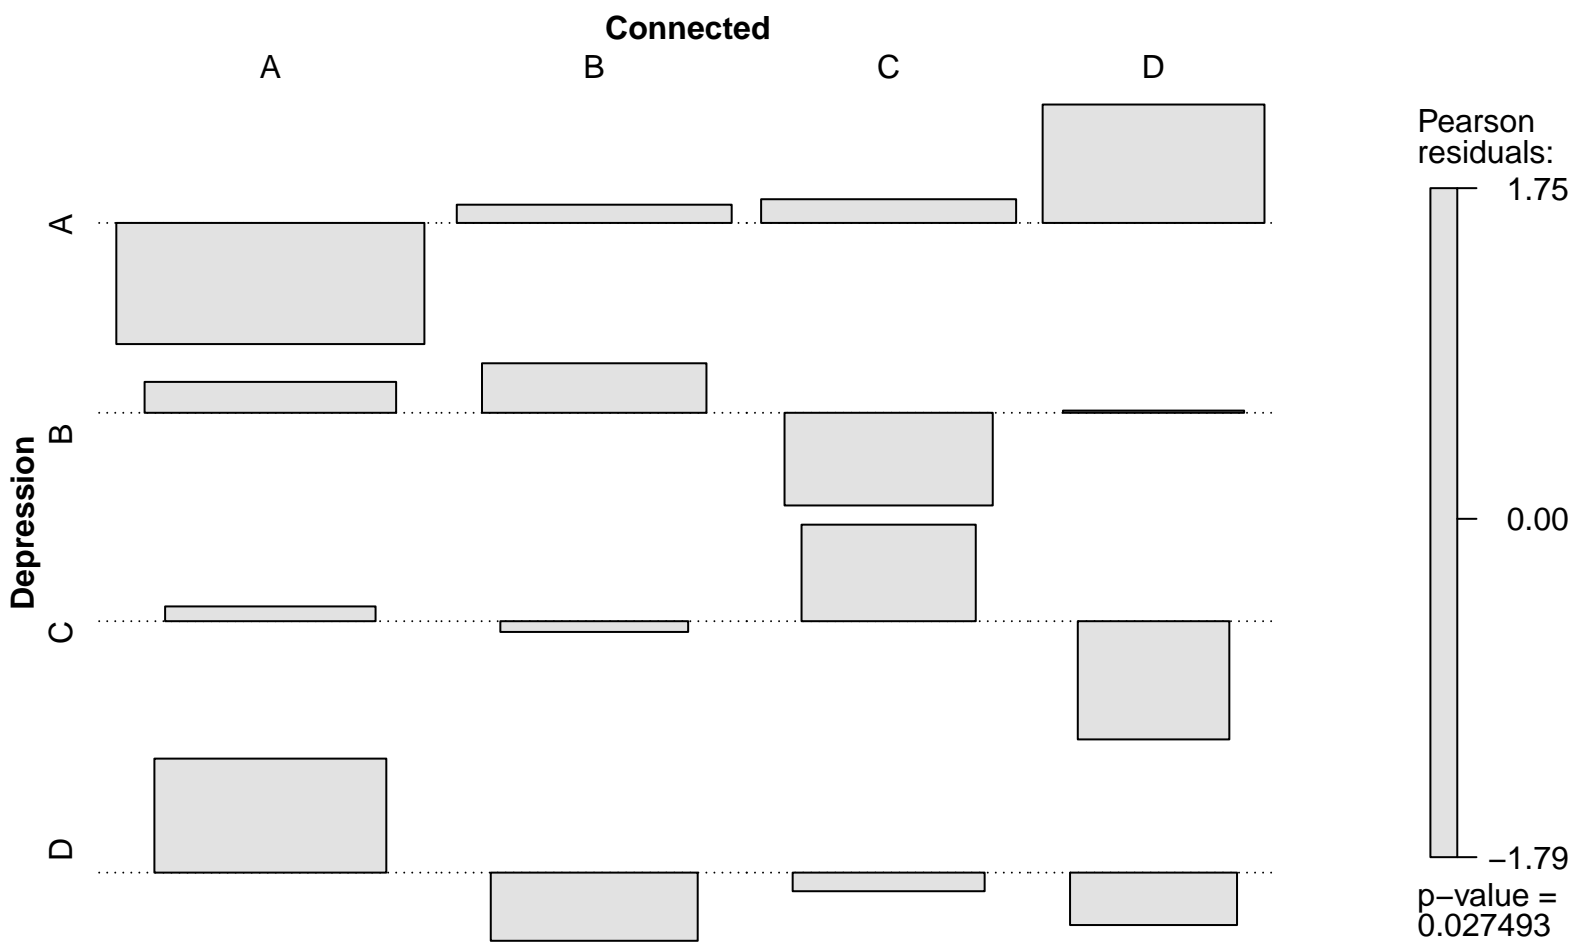 Connected
A B C D
Depression
A
B
C
D
Pearson
residuals:
1.75
0.00
−1.79
p−value =
0.027493